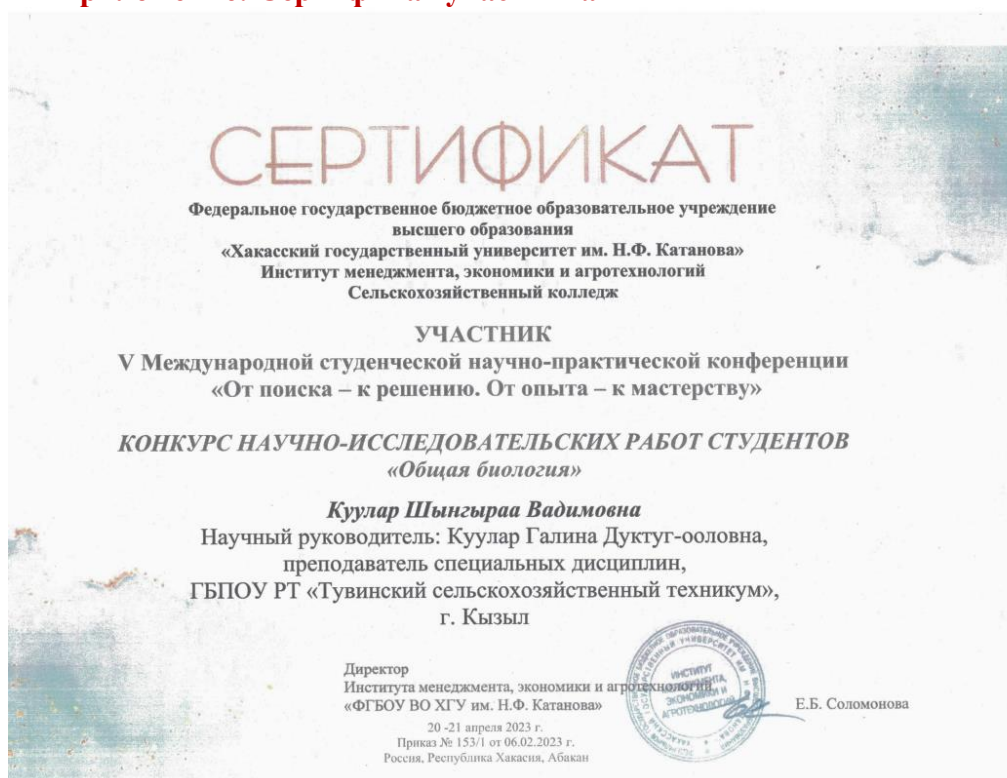 СЕРТИФИКАТ
Федеральное государственное бюджетное образовательное учреждение
высшего образования
«Хакасский государственный университет им. Н.Ф. Катанова»
Институт менеджмента, экономики и агротехнологий
Сельскохозяйственный колледж
УЧАСТНИК
V Международной студенческой научно-практической конференции
«От поиска – к решению. От опыта – к мастерству»
КОНКУРС НАУЧНО-ИССЛЕДОВАТЕЛЬСКИХ РАБОТ СТУДЕНТОВ
«Общая биология»
Куулар Шынгыраа Вадимовна
Научный руководитель: Куулар Галина Дуктуг-ооловна,
преподаватель специальных дисциплин,
ГБПОУ РТ «Тувинский сельскохозяйственный техникум»,
г. Кызыл
Директор
Института менеджмента, экономики и агротехнологий
«ФГБОУ ВО ХГУ им. Н.Ф. Катанова»
Е.Б. Соломонова
20 -21 апреля 2023 г.
Приказ № 153/1 от 06.02.2023 г.
Россия, Республика Хакасия, Абакан
ИНСТИТУТ
МЕНЕДЖМЕНТА,
ЭКОНОМИКИ И
АГРОТЕХНОЛОГИЙ